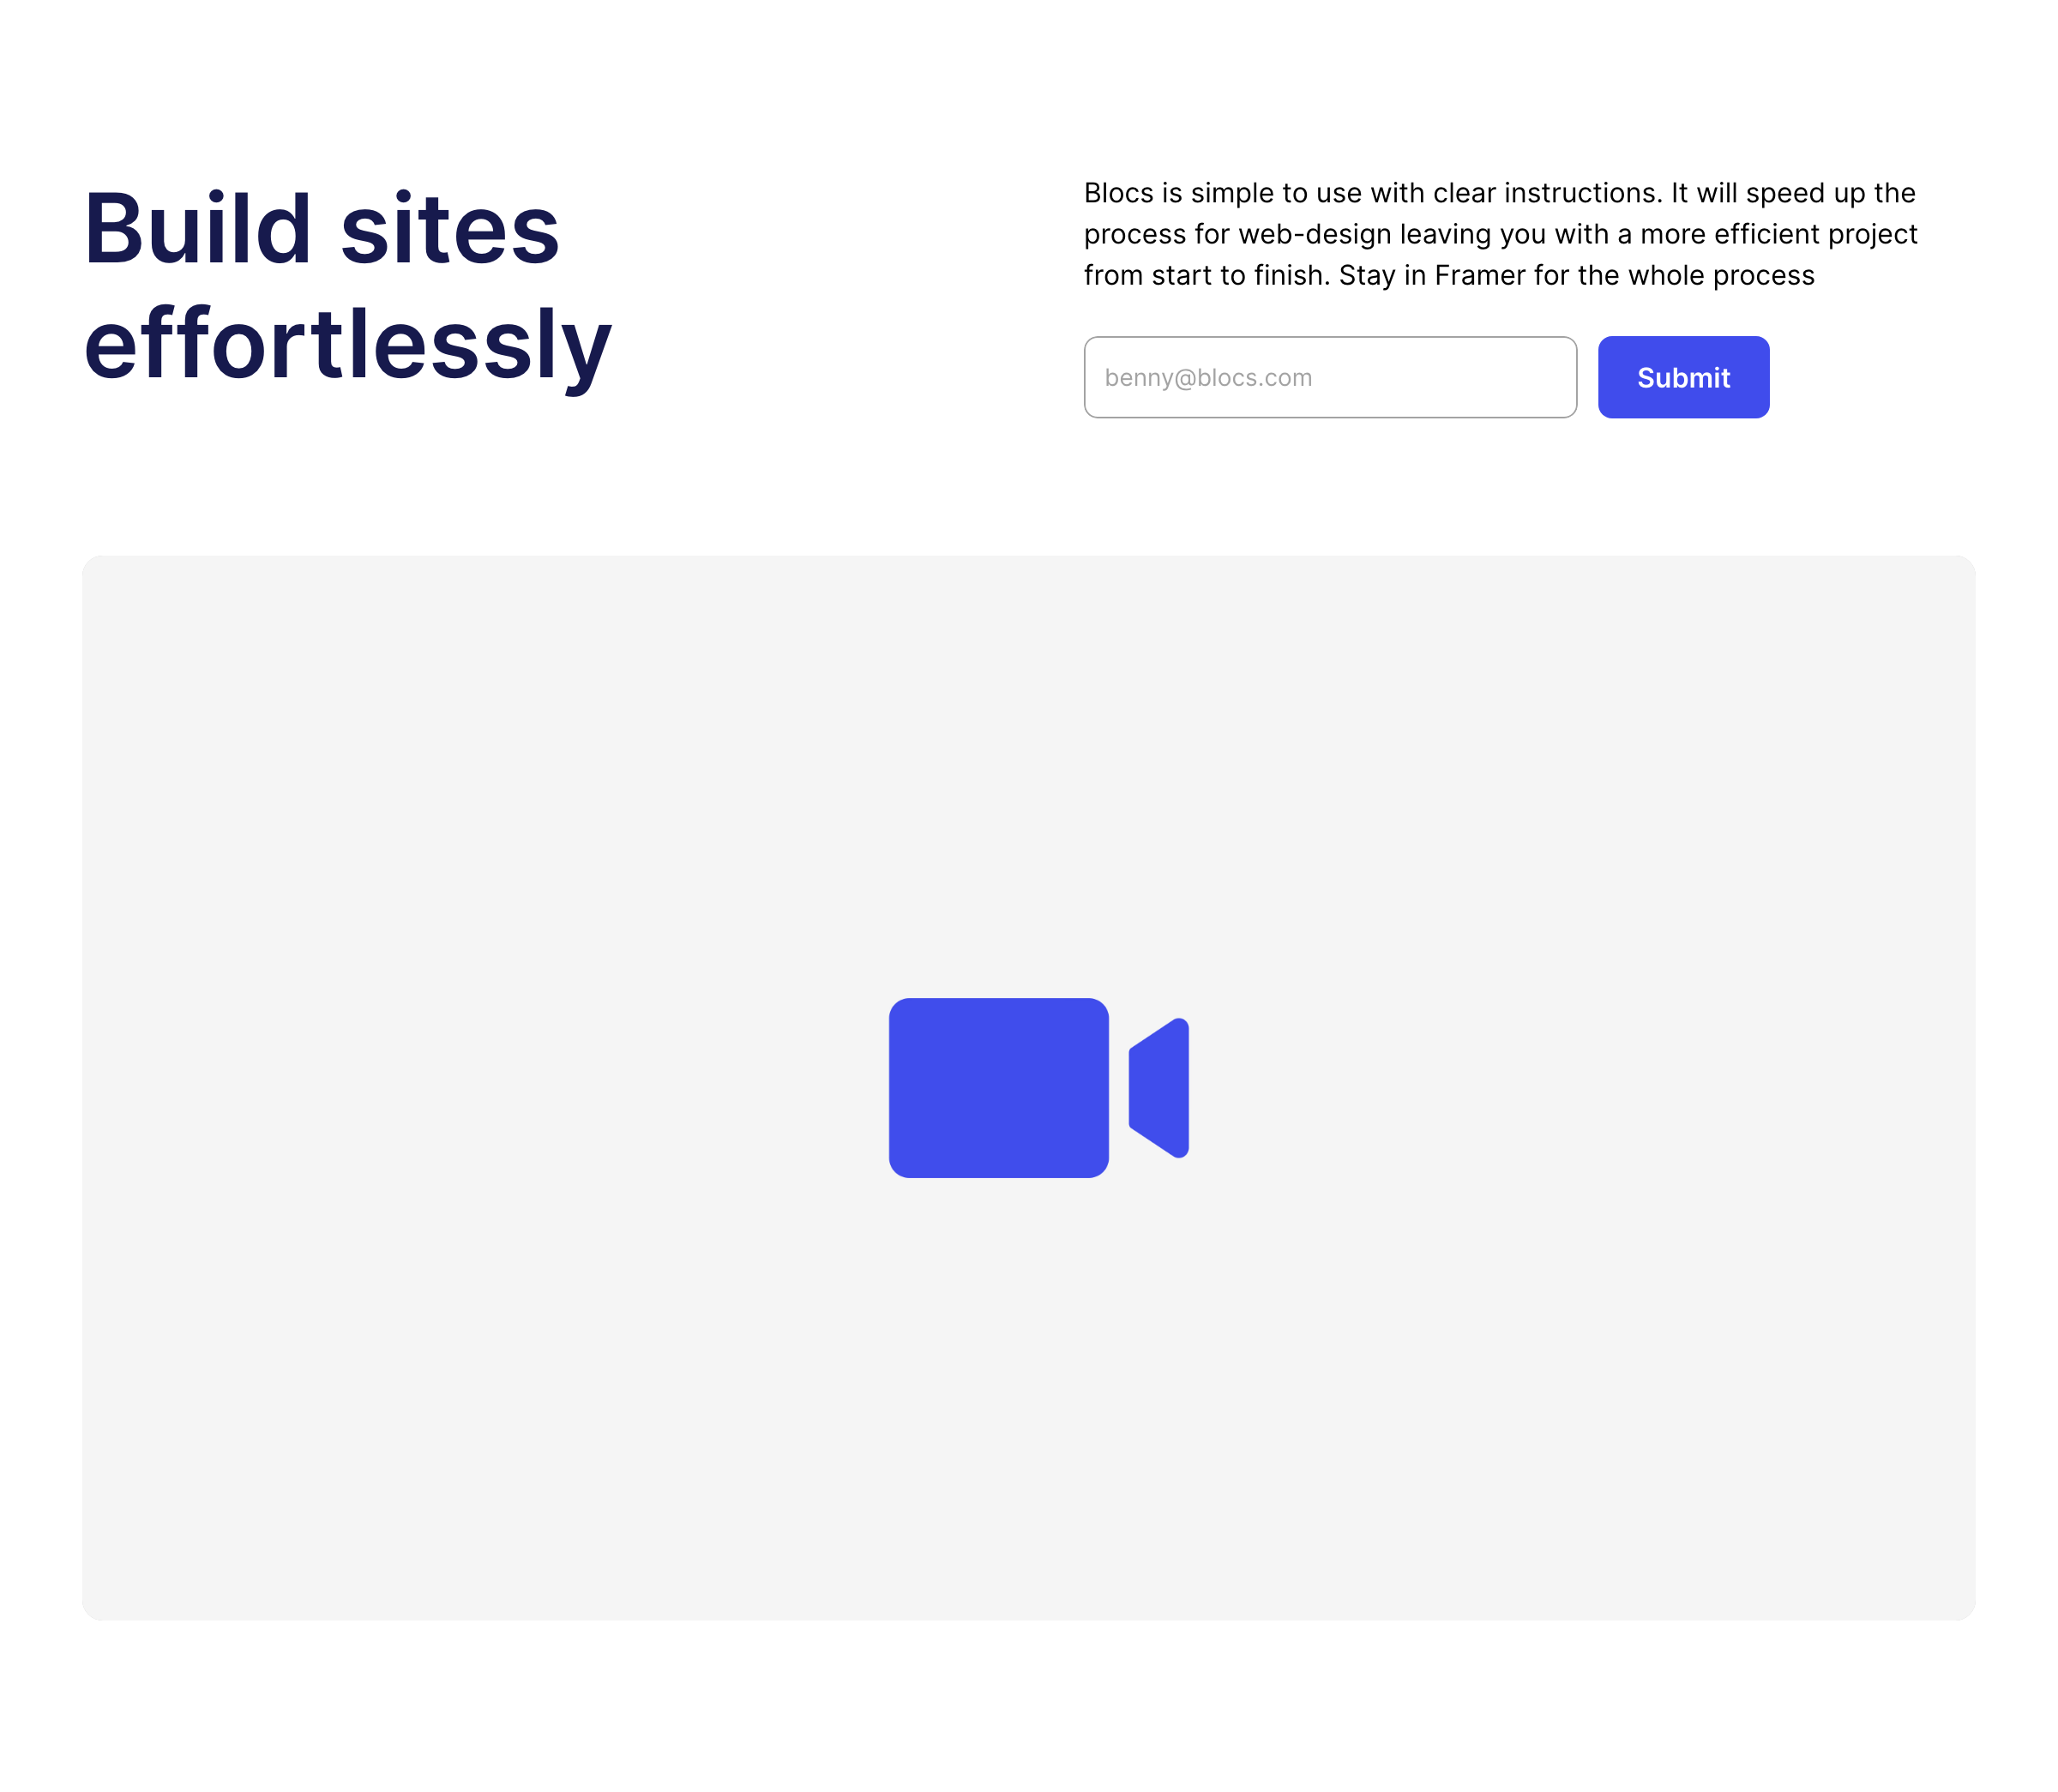 Build sites
effortlessly
Blocs is simple to use with clear instructions. It will speed up the
process for web-design leaving you with a more efficient project
from start to finish. Stay in Framer for the whole process
benny@blocs.com
Submit